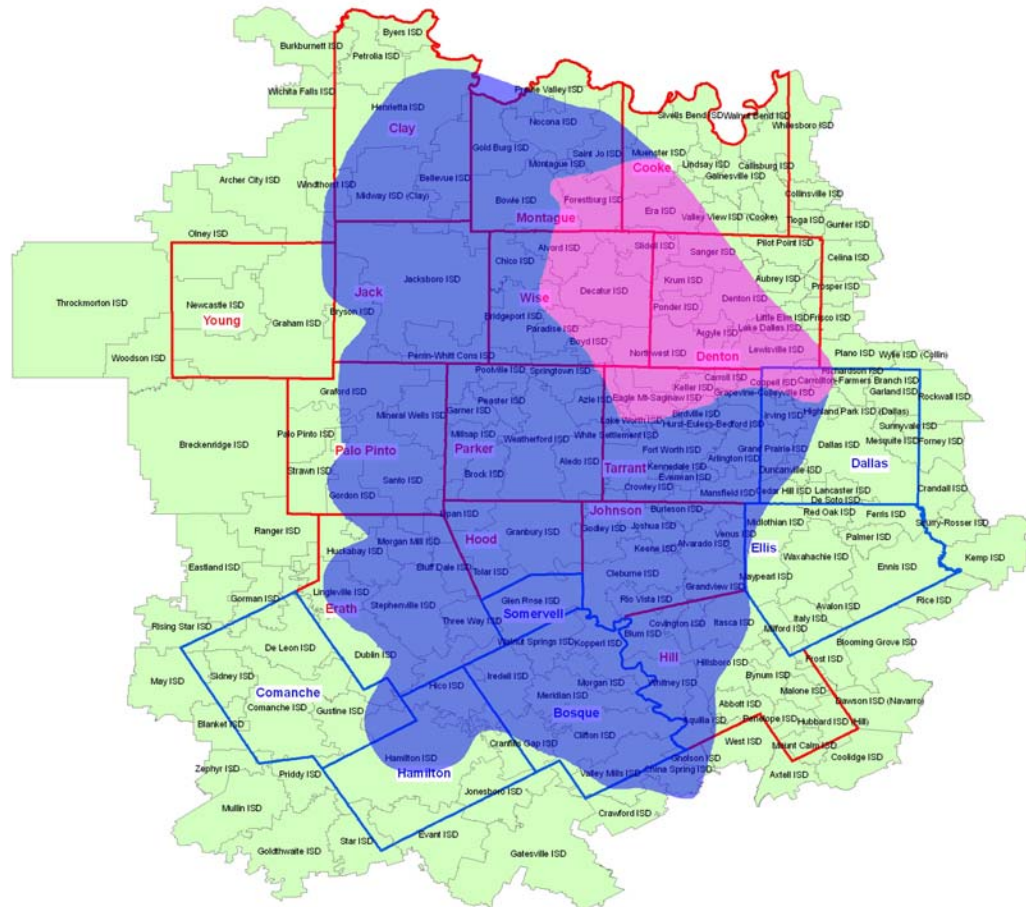 Byers ISD
Burkburnett ISD
Petrolia ISD
Wichita Falls ISD
Prairie Valley ISD
Henrietta ISD
Sivells Bend ISD
Walnut Bend ISD
Clay
Nocona ISD
Whitesboro ISD
Gold Burg ISD
Saint Jo ISD
Muenster ISD
Lindsay ISD
Callisburg ISD
Montague ISD
Cooke
Gainesville ISD
Archer City ISD
Windthorst ISD
Bellevue ISD
Midway ISD (Clay)
Bowie ISD
Forestburg ISD
Collinsville ISD
Era ISD
Montague
Valley View ISD (Cooke)
Tioga ISD
Gunter ISD
Olney ISD
Alvord ISD
Slidell ISD
Sanger ISD
Pilot Point ISD
Celina ISD
Chico ISD
Jacksboro ISD
Krum ISD
Aubrey ISD
Prosper ISD
Throckmorton ISD
Newcastle ISD
Jack
Wise
Decatur ISD
Denton ISD
Young
Graham ISD
Bryson ISD
Bridgeport ISD
Ponder ISD
Little Elm ISD
Frisco ISD
Paradise ISD
Argyle ISD
Lake Dallas ISD
Boyd ISD
Woodson ISD
Perrin-Whitt Cons ISD
Northwest ISD
Denton
Lewisville ISD
Plano ISD
Wylie ISD (Collin)
Poolville ISD
Springtown ISD
Richardson ISD
Carroll ISD
Coppell ISD
Carrollton-Farmers Branch ISD
Graford ISD
Peaster ISD
Azle ISD
Keller ISD
Grapevine-Colleyville ISD
Garland ISD
Rockwall ISD
Garner ISD
Eagle Mt-Saginaw ISD
Mineral Wells ISD
Lake Worth ISD
Birdville ISD
Irving ISD
Highland Park ISD (Dallas)
Hurst-Euless-Bedford ISD
Sunnyvale ISD
Breckenridge ISD
Palo Pinto ISD
Millsap ISD
Weatherford ISD
White Settlement ISD
Dallas ISD
Mesquite ISD
Forney ISD
Palo Pinto
Parker
Fort Worth ISD
Grand Prairie ISD
Strawn ISD
Aledo ISD
Tarrant
Kennedale ISD
Arlington ISD
Dallas
Santo ISD
Brock ISD
Everman ISD
Duncanville ISD
Crowley ISD
Crandall ISD
Gordon ISD
Mansfield ISD
Cedar Hill ISD
Lancaster ISD
De Soto ISD
Lipan ISD
Johnson
Burleson ISD
Red Oak ISD
Ferris ISD
Ranger ISD
Granbury ISD
Godley ISD
Joshua ISD
Midlothian ISD
Scurry-Rosser ISD
Huckabay ISD
Morgan Mill ISD
Hood
Venus ISD
Palmer ISD
Keene ISD
Alvarado ISD
Ellis
Waxahachie ISD
Kemp ISD
Eastland ISD
Bluff Dale ISD
Tolar ISD
Cleburne ISD
Grandview ISD
Maypearl ISD
Ennis ISD
Gorman ISD
Lingleville ISD
Glen Rose ISD
Rio Vista ISD
Rice ISD
Erath
Stephenville ISD
Somervell
Avalon ISD
Rising Star ISD
Three Way ISD
Covington ISD
Itasca ISD
Italy ISD
Milford ISD
Walnut Springs ISD
Kopperl ISD
Blum ISD
Blooming Grove ISD
De Leon ISD
Dublin ISD
Hill
Hillsboro ISD
Frost ISD
May ISD
Sidney ISD
Iredell ISD
Bynum ISD
Hico ISD
Morgan ISD
Whitney ISD
Comanche
Meridian ISD
Malone ISD
Dawson ISD (Navarro)
Comanche ISD
Abbott ISD
Blanket ISD
Gustine ISD
Bosque
Penelope ISD
Hubbard ISD (Hill)
Aquilla ISD
Clifton ISD
West ISD
Cranfills Gap ISD
Mount Calm ISD
Hamilton ISD
Gholson ISD
Coolidge ISD
Zephyr ISD
Hamilton
Valley Mills ISD
China Spring ISD
Priddy ISD
Axtell ISD
Jonesboro ISD
Mullin ISD
Crawford ISD
Evant ISD
Star ISD
Goldthwaite ISD
Gatesville ISD